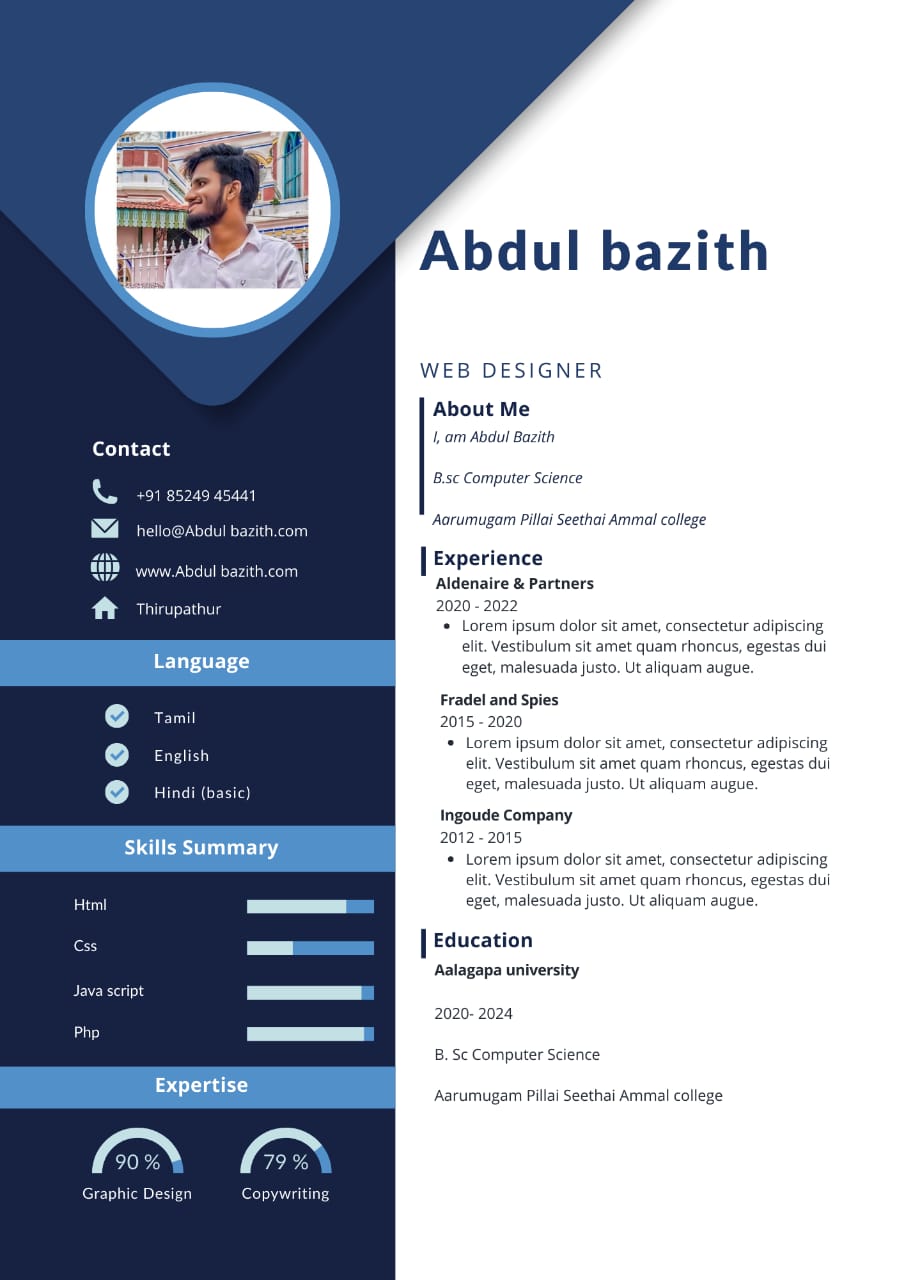 Abdul bazith
WEB DESIGNER
About Me
I, am Abdul Bazith
B.sc Computer Science
Aarumugam Pillai Seethai Ammal college
Experience
Aldenaire & Partners
2020 - 2022
• Lorem ipsum dolor sit amet, consectetur adipiscing
elit. Vestibulum sit amet quam rhoncus, egestas dui
eget, malesuada justo. Ut aliquam augue.
Fradel and Spies
2015 - 2020
• Lorem ipsum dolor sit amet, consectetur adipiscing
elit. Vestibulum sit amet quam rhoncus, egestas dui
eget, malesuada justo. Ut aliquam augue.
Ingoude Company
2012 - 2015
• Lorem ipsum dolor sit amet, consectetur adipiscing
elit. Vestibulum sit amet quam rhoncus, egestas dui
eget, malesuada justo. Ut aliquam augue.
Education
Aalagapa university
2020- 2024
B. Sc Computer Science
Aarumugam Pillai Seethai Ammal college
Contact
+91 85249 45441
hello@Abdul bazith.com
www.Abdul bazith.com
Thirupathur
Language
Tamil
English
Hindi (basic)
Skills Summary
Html
Css
Java script
Php
Expertise
90 %
Graphic Design
79 %
Copywriting